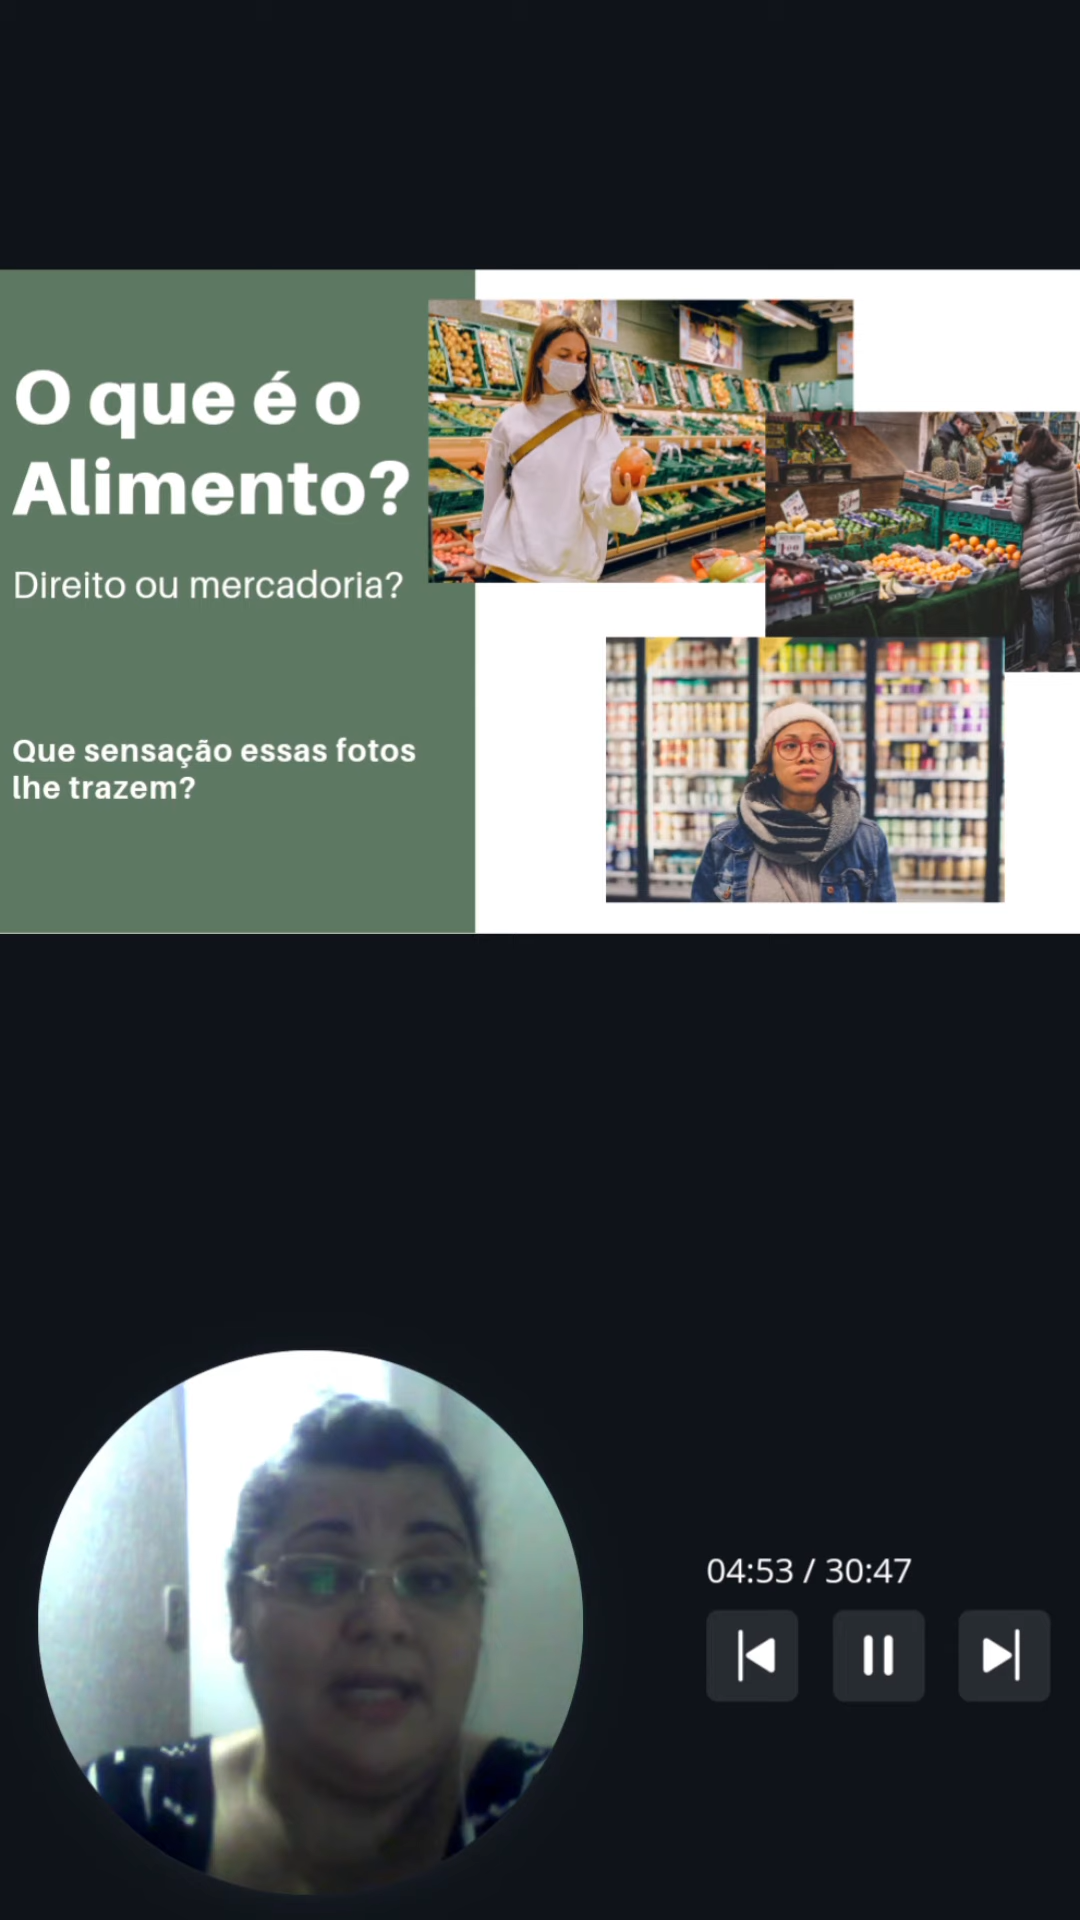 O que é o
Alimento?
Direito ou mercadoria?
Que sensação essas fotos
lhe trazem?
04:53 / 30:47